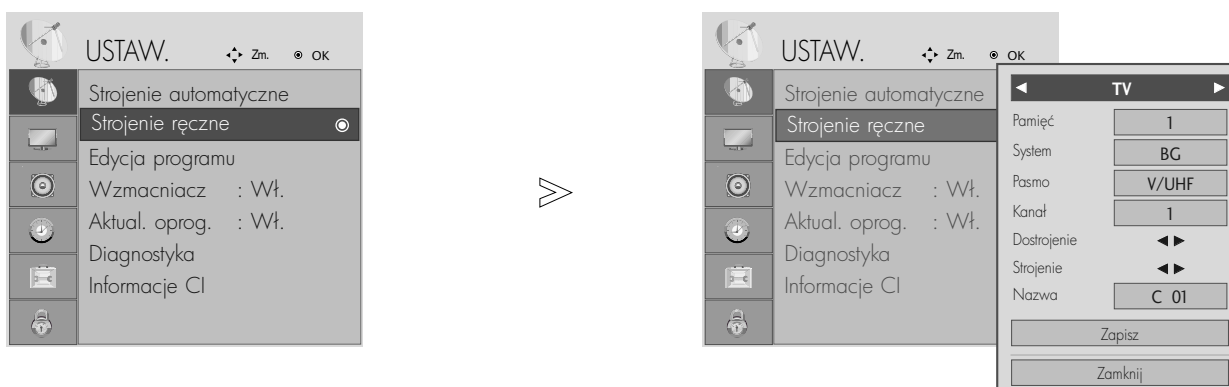 USTAW. Zm. OK
Strojenie automatyczne
Strojenie ręczne
Edycja programu
Wzmacniacz : Wł.
Aktual. oprog. : Wł.
Diagnostyka
Informacje CI
USTAW. Zm. OK
Strojenie automatyczne
Strojenie ręczne
Edycja programu
Wzmacniacz : Wł.
Aktual. oprog. : Wł.
Diagnostyka
Informacje CI
TV
Pamięć 1
System BG
Pasmo V/UHF
Kanał 1
Dostrojenie
Strojenie
Nazwa C 01
Zapisz
Zamknij